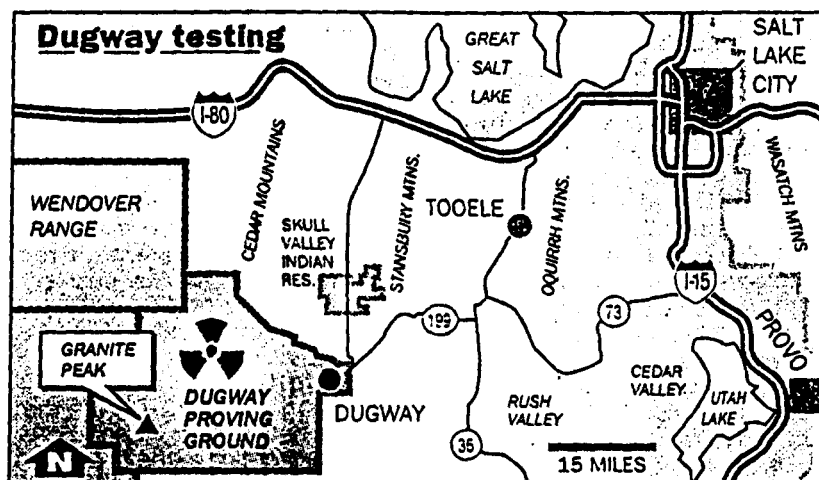 Dugway testing
GREAT
SALT
LAKE
SALT
LAKE
CITY
I-80
WENDOVER
RANGE
CEDAR MOUNTAINS
SKULL
VALLEY
INDIAN
RES.
STANSBURY MTNS.
TOOELE
OQUIRRH MTNS.
WASATCH MTNS
I-15
PROVO
199
73
GRANITE
PEAK
DUGWAY
PROVING
GROUND
DUGWAY
RUSH
VALLEY
CEDAR
VALLEY
UTAH
LAKE
36
15 MILES
N